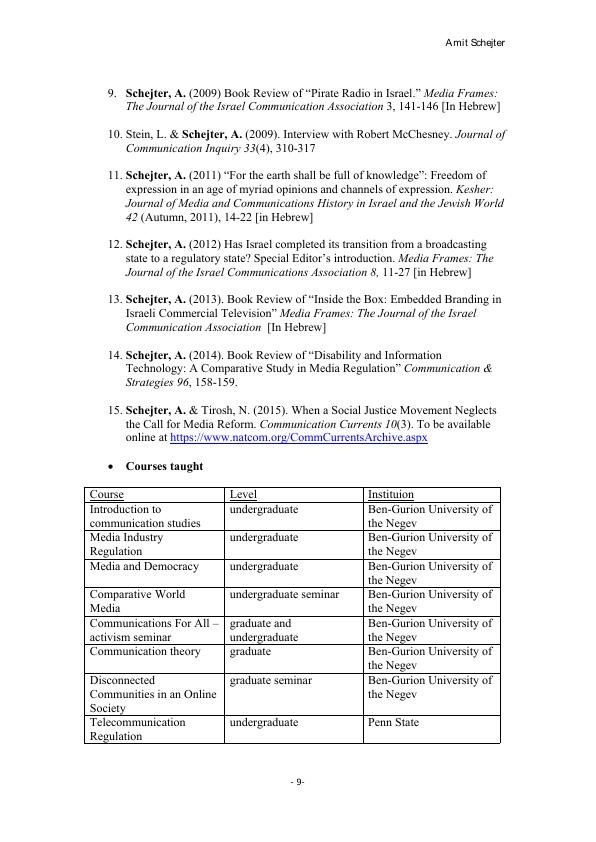 Amit Schejter
9. Schejter, A. (2009) Book Review of “Pirate Radio in Israel.” Media Frames:
The Journal of the Israel Communication Association 3, 141-146 [In Hebrew]
10. Stein, L. & Schejter, A. (2009). Interview with Robert McChesney. Journal of
Communication Inquiry 33(4), 310-317
11. Schejter, A. (2011) “For the earth shall be full of knowledge”: Freedom of
expression in an age of myriad opinions and channels of expression. Kesher:
Journal of Media and Communications History in Israel and the Jewish World
42 (Autumn, 2011), 14-22 [in Hebrew]
12. Schejter, A. (2012) Has Israel completed its transition from a broadcasting
state to a regulatory state? Special Editor’s introduction. Media Frames: The
Journal of the Israel Communications Association 8, 11-27 [in Hebrew]
13. Schejter, A. (2013). Book Review of “Inside the Box: Embedded Branding in
Israeli Commercial Television” Media Frames: The Journal of the Israel
Communication Association [In Hebrew]
14. Schejter, A. (2014). Book Review of “Disability and Information
Technology: A Comparative Study in Media Regulation” Communication &
Strategies 96, 158-159.
15. Schejter, A. & Tirosh, N. (2015). When a Social Justice Movement Neglects
the Call for Media Reform. Communication Currents 10(3). To be available
online at https://www.natcom.org/CommCurrentsArchive.aspx
• Courses taught
Course Level Instituion
Introduction to undergraduate Ben-Gurion University of
communication studies the Negev
Media Industry undergraduate Ben-Gurion University of
Regulation the Negev
Media and Democracy undergraduate Ben-Gurion University of
the Negev
Comparative World undergraduate seminar Ben-Gurion University of
Media the Negev
Communications For All – graduate and Ben-Gurion University of
activism seminar undergraduate the Negev
Communication theory graduate Ben-Gurion University of
the Negev
Disconnected graduate seminar Ben-Gurion University of
Communities in an Online the Negev
Society
Telecommunication undergraduate Penn State
Regulation
- 9-